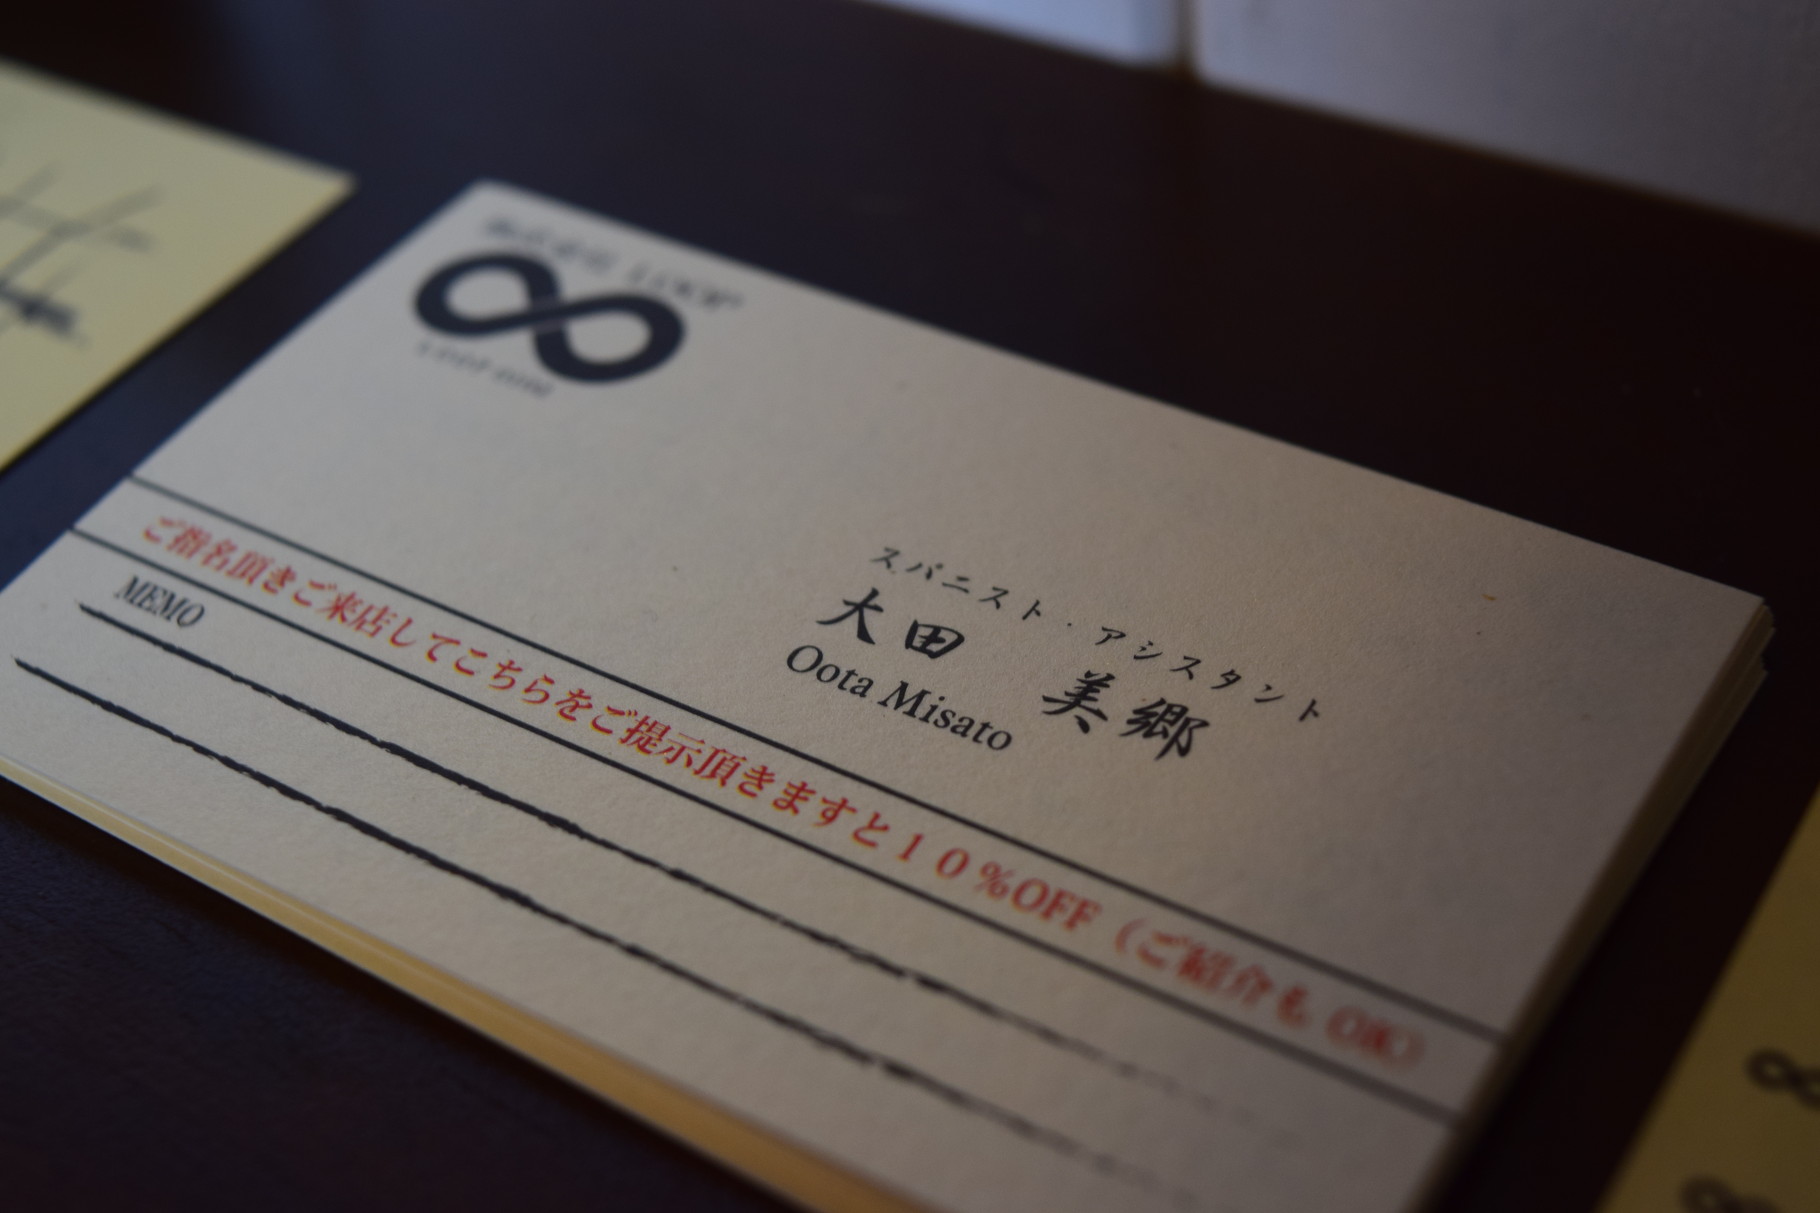 LOOP
スパニスト・アシスタント
大田 美郷
Oota Misato
ご指名頂きご来店してこちらをご提示頂きますと10%OFF（ご紹介もOK）
MEMO